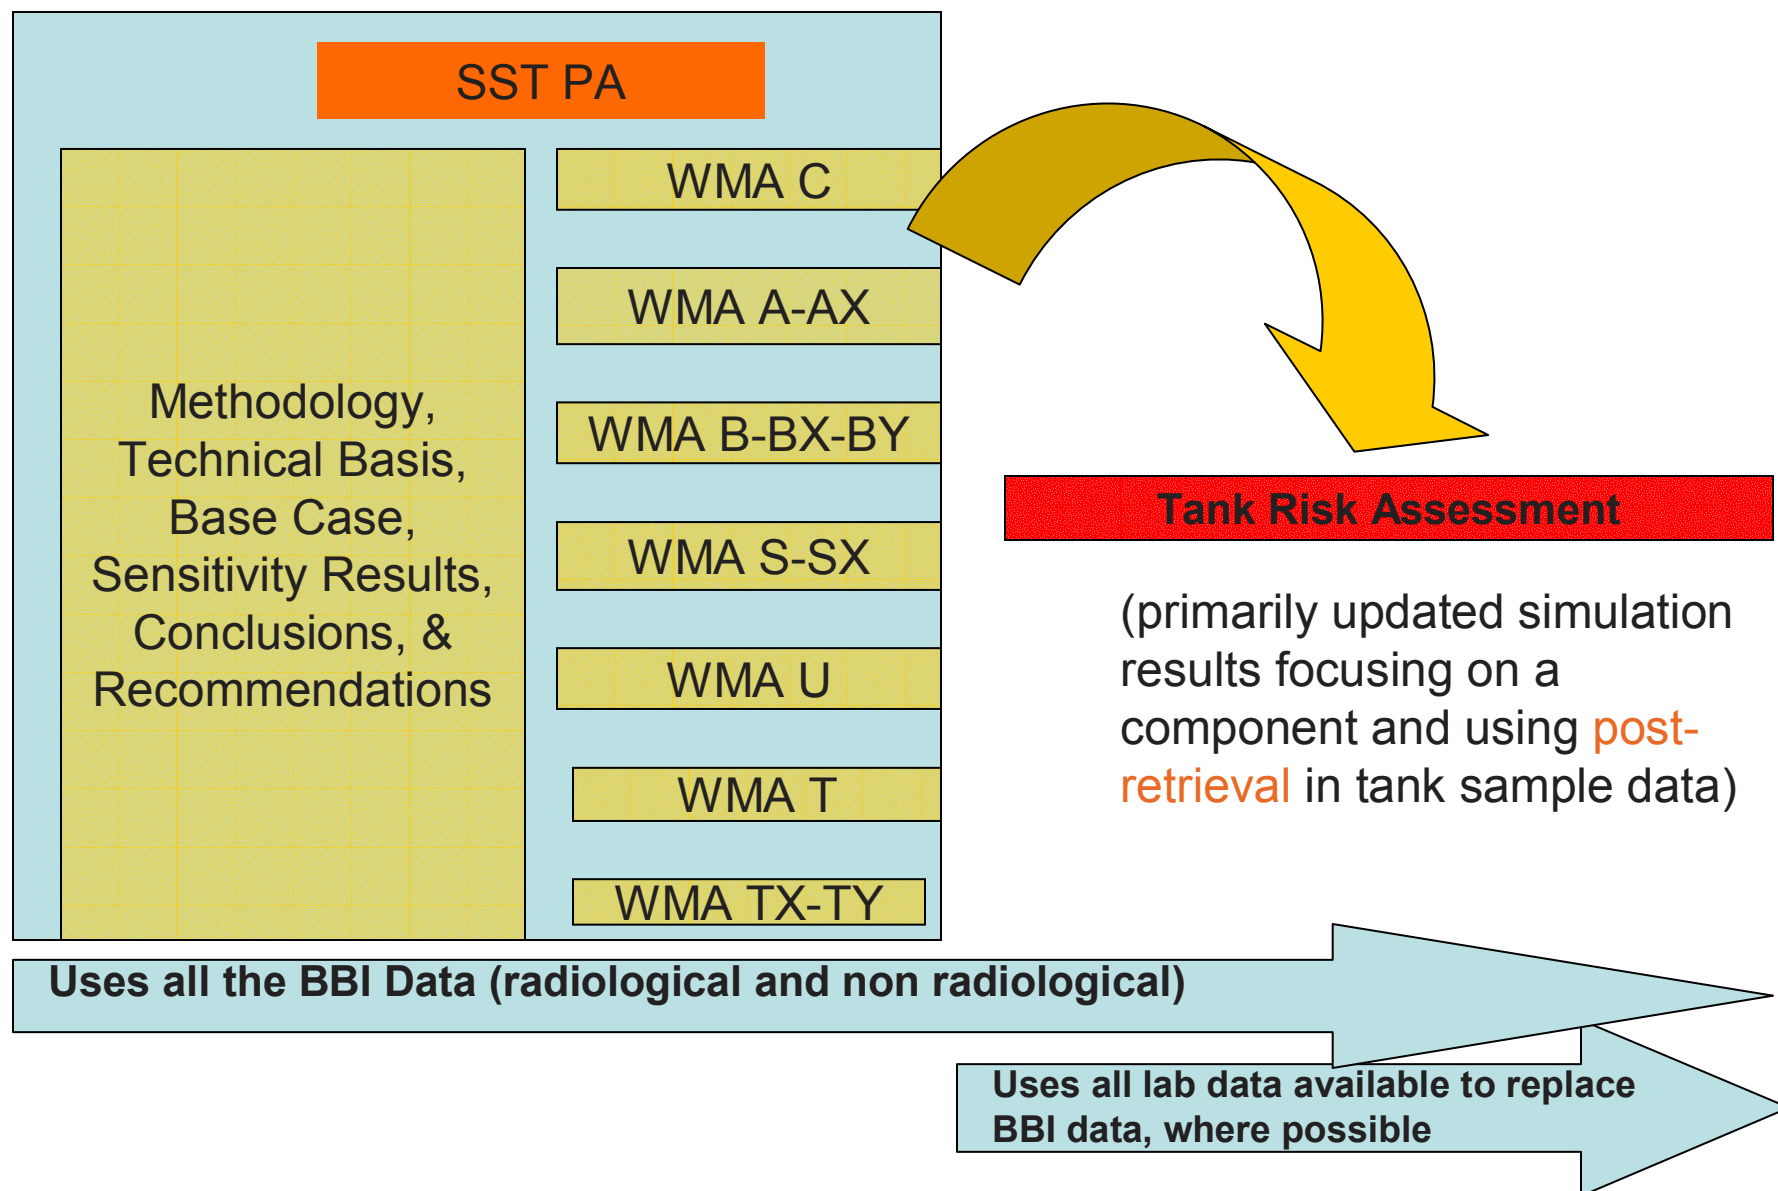 SST PA
Methodology,
Technical Basis,
Base Case,
Sensitivity Results,
Conclusions, &
Recommendations
WMA C
WMA A-AX
WMA B-BX-BY
WMA S-SX
WMA U
WMA T
WMA TX-TY
Tank Risk Assessment
(primarily updated simulation
results focusing on a
component and using post-
retrieval in tank sample data)
Uses all the BBI Data (radiological and non radiological)
Uses all lab data available to replace
BBI data, where possible